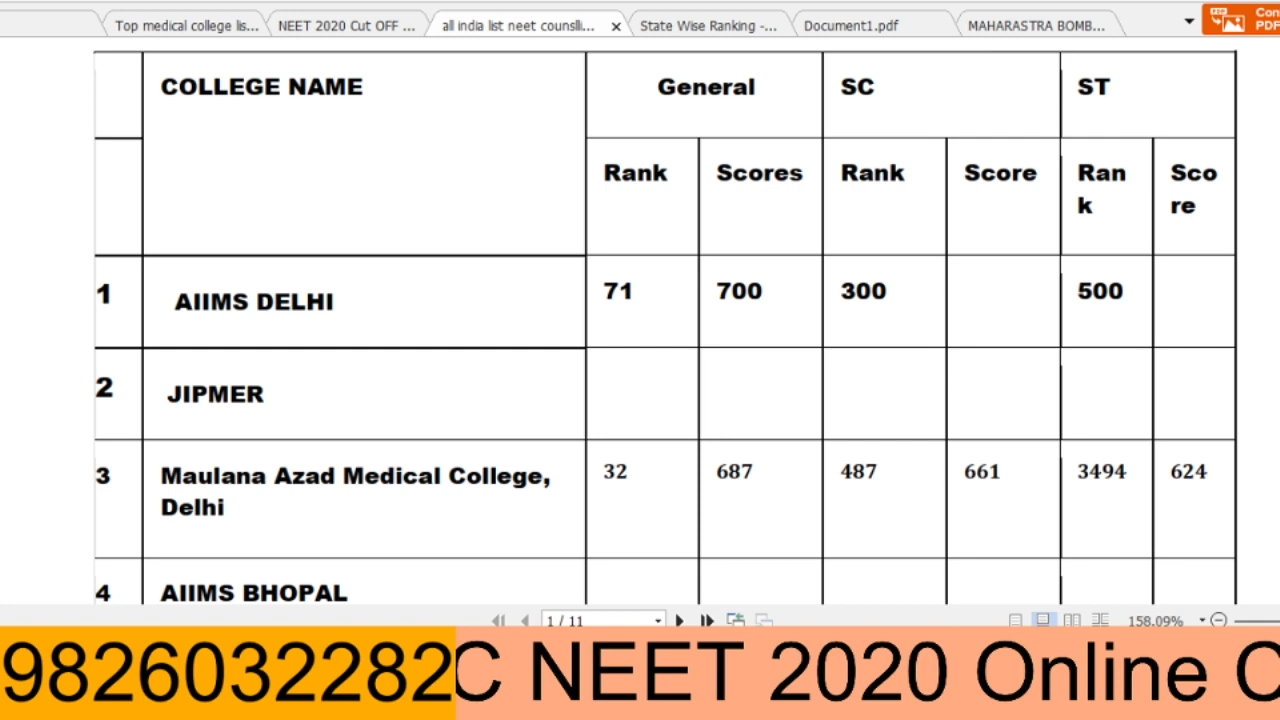 Top medical college lis...
NEET 2020 Cut OFF ...
all india list neet counslli...
State Wise Ranking -...
Document1.pdf
MAHARASTRA BOMB...
Con
PDF
COLLEGE NAME General SC ST
Rank Scores Rank Score Ran Sco
k re
1 AIIMS DELHI 71 700 300 500
2 JIPMER
3 Maulana Azad Medical College, 32 687 487 661 3494 624
Delhi
4 AIIMS BHOPAL
1 / 11
158.09%
9826032282C NEET 2020 Online C